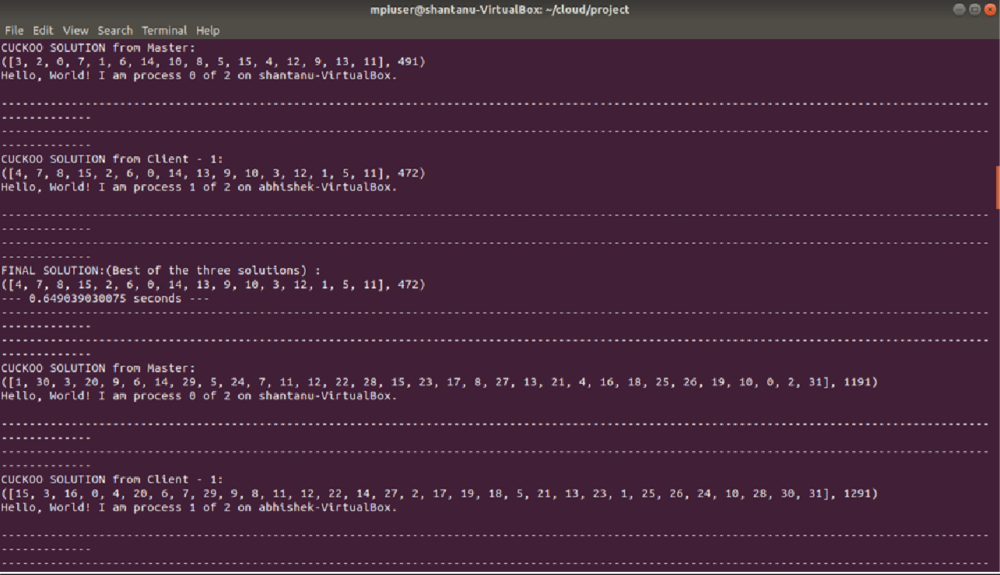 mpiuser@shantanu-VirtualBox: ~/cloud/project
File Edit View Search Terminal Help
CUCKOO SOLUTION from Master:
([3, 2, 0, 7, 1, 6, 14, 10, 8, 5, 15, 4, 12, 9, 13, 11], 491)
Hello, World! I am process 0 of 2 on shantanu-VirtualBox.
---------------------------------------------------------------------------------------------------------------------------------------------
-------------
---------------------------------------------------------------------------------------------------------------------------------------------
-------------
CUCKOO SOLUTION from Client - 1:
([4, 7, 8, 15, 2, 6, 0, 14, 13, 9, 10, 3, 12, 1, 5, 11], 472)
Hello, World! I am process 1 of 2 on abhishek-VirtualBox.
---------------------------------------------------------------------------------------------------------------------------------------------
-------------
---------------------------------------------------------------------------------------------------------------------------------------------
-------------
FINAL SOLUTION:(Best of the three solutions) :
([4, 7, 8, 15, 2, 6, 0, 14, 13, 9, 10, 3, 12, 1, 5, 11], 472)
--- 0.649039030075 seconds ---
---------------------------------------------------------------------------------------------------------------------------------------------
-------------
---------------------------------------------------------------------------------------------------------------------------------------------
-------------
CUCKOO SOLUTION from Master:
([1, 30, 3, 20, 9, 6, 14, 29, 5, 24, 7, 11, 12, 22, 28, 15, 23, 17, 8, 27, 13, 21, 4, 16, 18, 25, 26, 19, 10, 0, 2, 31], 1191)
Hello, World! I am process 0 of 2 on shantanu-VirtualBox.
---------------------------------------------------------------------------------------------------------------------------------------------
-------------
---------------------------------------------------------------------------------------------------------------------------------------------
-------------
CUCKOO SOLUTION from Client - 1:
([15, 3, 16, 0, 4, 20, 6, 7, 29, 9, 8, 11, 12, 22, 14, 27, 2, 17, 19, 18, 5, 21, 13, 23, 1, 25, 26, 24, 10, 28, 30, 31], 1291)
Hello, World! I am process 1 of 2 on abhishek-VirtualBox.
---------------------------------------------------------------------------------------------------------------------------------------------
-------------
---------------------------------------------------------------------------------------------------------------------------------------------